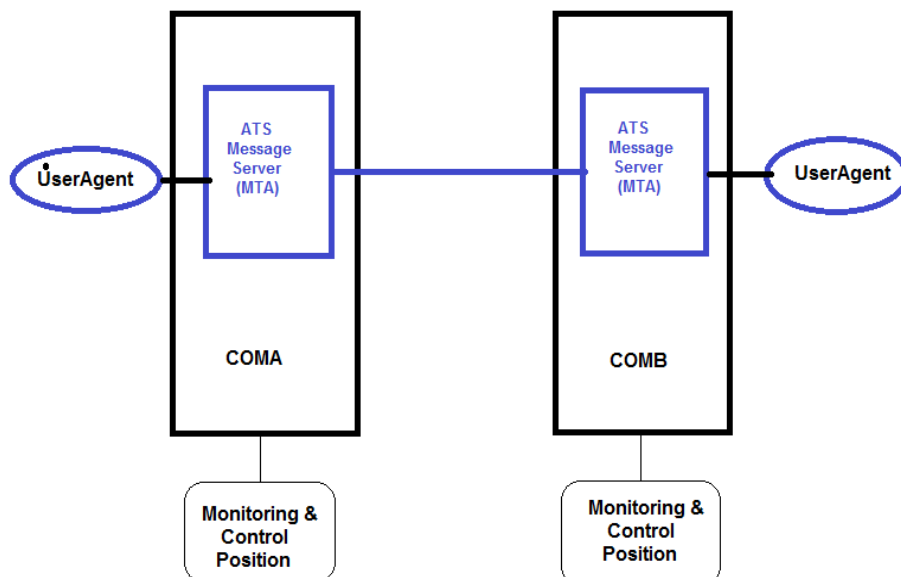 ATS
Message
Server
(MTA)
UserAgent
COMA
Monitoring &
Control
Position
ATS
Message
Server
(MTA)
UserAgent
COMB
Monitoring &
Control
Position